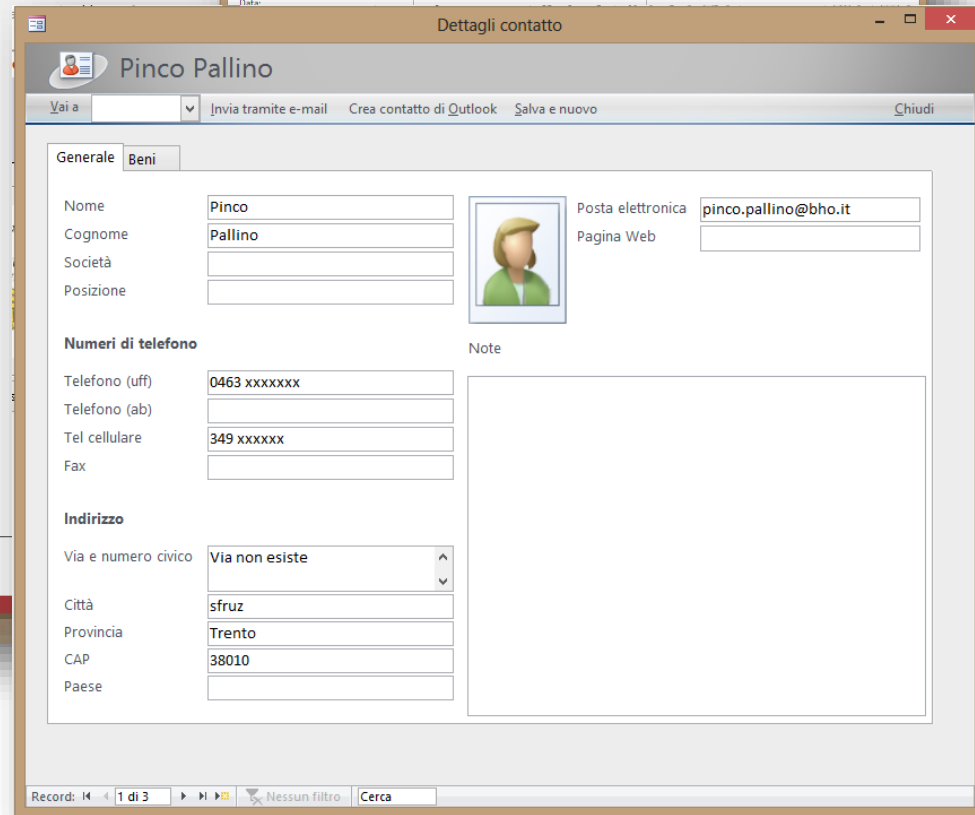 Data:
Dettagli contatto
Pinco Pallino
Vai a Invia tramite e-mail Crea contatto di Outlook Salva e nuovo Chiudi
Generale Beni
Nome Pinco
Cognome Pallino
Società
Posizione
Posta elettronica pinco.pallino@bho.it
Pagina Web
Numeri di telefono
Note
Telefono (uff) 0463 xxxxxxx
Telefono (ab)
Tel cellulare 349 xxxxxx
Fax
Indirizzo
Via e numero civico Via non esiste
Città sfruz
Provincia Trento
CAP 38010
Paese
Record: 1 di 3 Nessun filtro Cerca